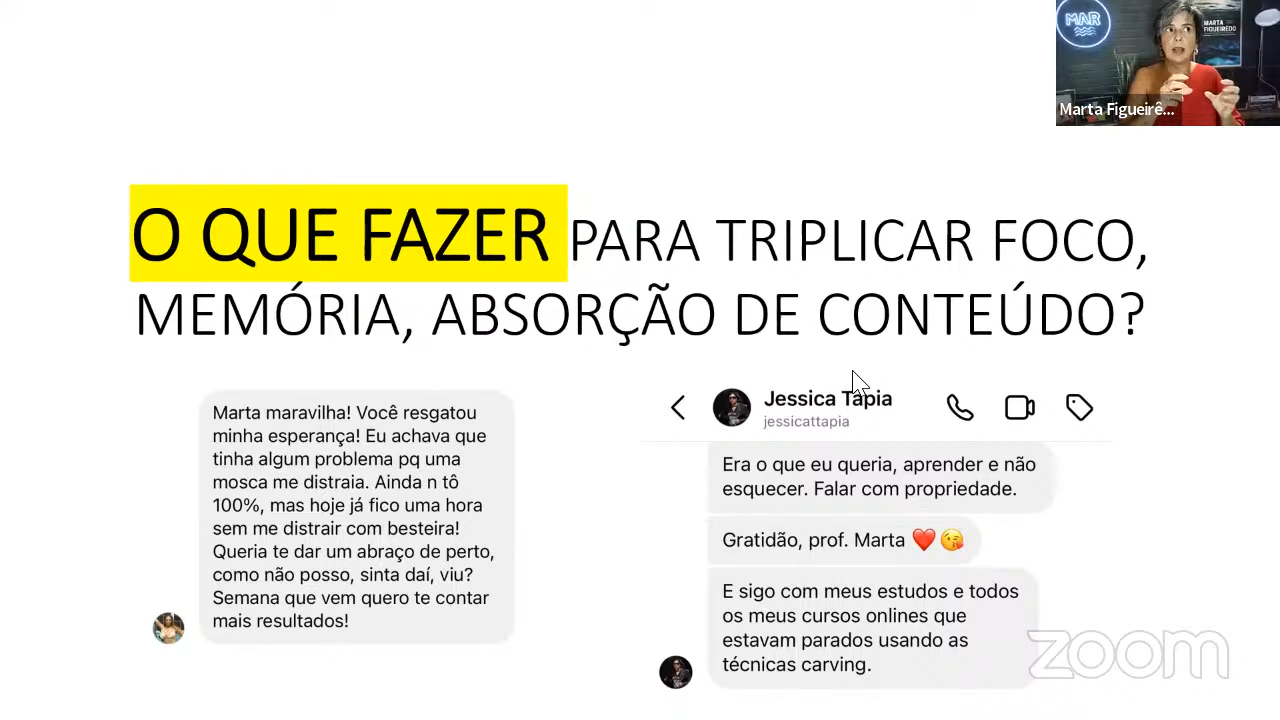 MAR
MARTA
FIGUEIRÊDO
Marta Figueirê...
O QUE FAZER PARA TRIPLICAR FOCO,
MEMÓRIA, ABSORÇÃO DE CONTEÚDO?
Marta maravilha! Você resgatou
minha esperança! Eu achava que
tinha algum problema pq uma
mosca me distraia. Ainda n tô
100%, mas hoje já fico uma hora
sem me distrair com besteira!
Queria te dar um abraço de perto,
como não posso, sinta daí, viu?
Semana que vem quero te contar
mais resultados!
Jessica Tapia
jessicattapia
Era o que eu queria, aprender e não
esquecer. Falar com propriedade.
Gratidão, prof. Marta ❤️😘
E sigo com meus estudos e todos
os meus cursos onlines que
estavam parados usando as
técnicas carving.
zoom